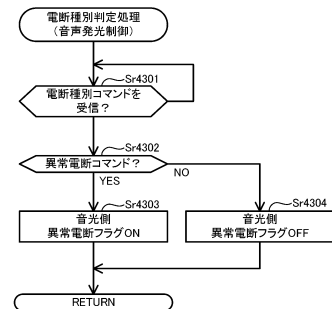 電断種別判定処理
（音声発光制御）
Sr4301
電断種別コマンドを
受信？
Sr4302
異常電断コマンド？
YES
NO
Sr4303
音光側
異常電断フラグON
Sr4304
音光側
異常電断フラグOFF
RETURN